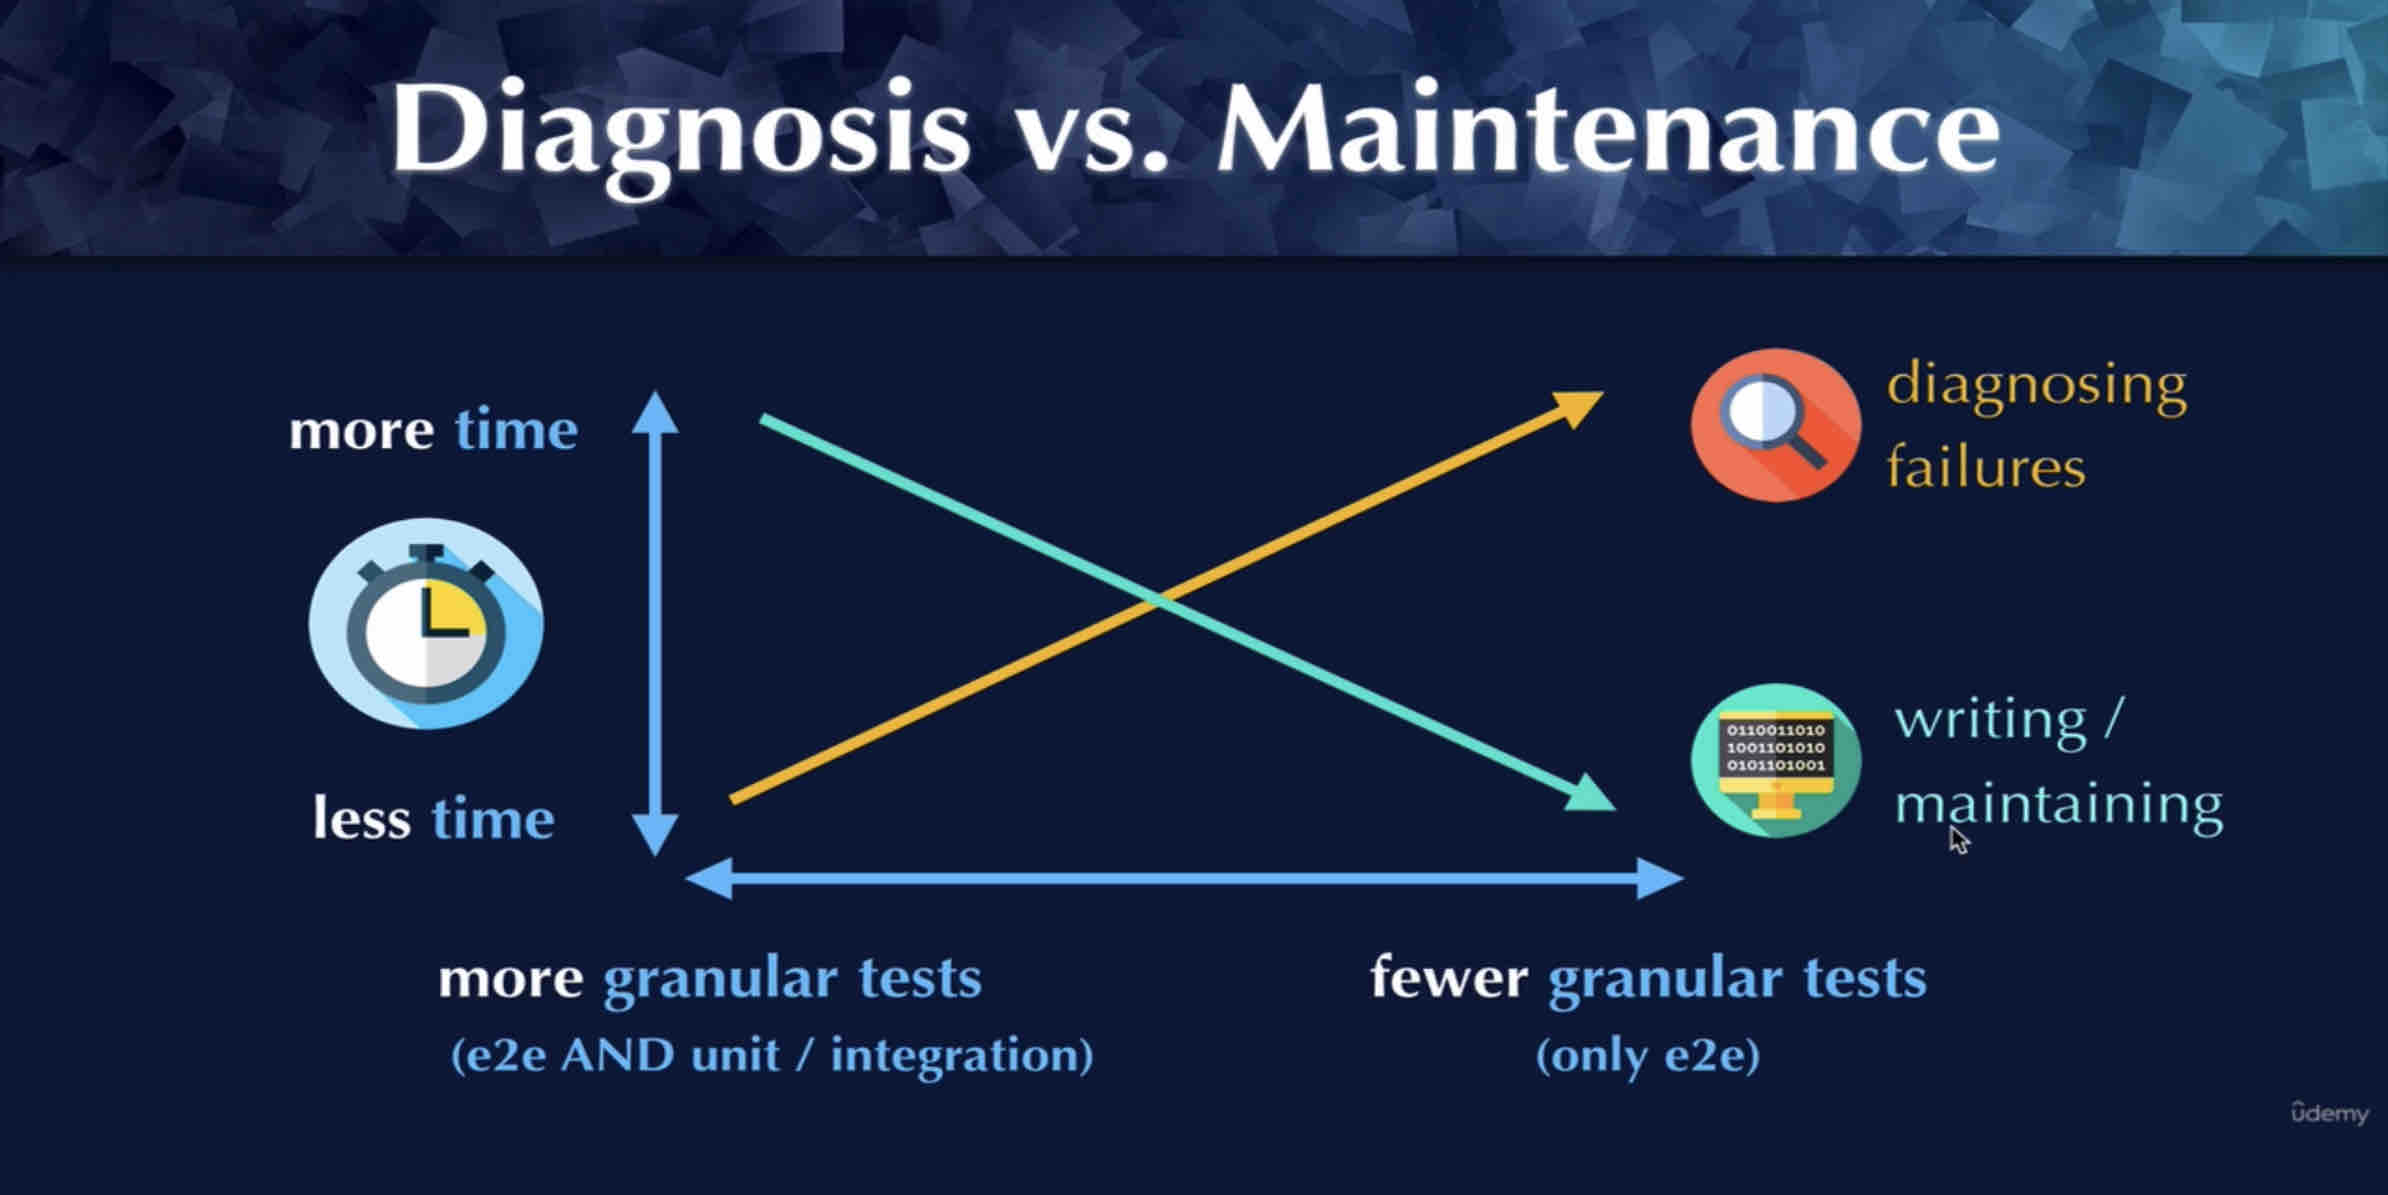 Diagnosis vs. Maintenance
more time
less time
diagnosing
failures
0110011010
1001101010
0101101001
writing /
maintaining
more granular tests
(e2e AND unit / integration)
fewer granular tests
(only e2e)
ûdemy